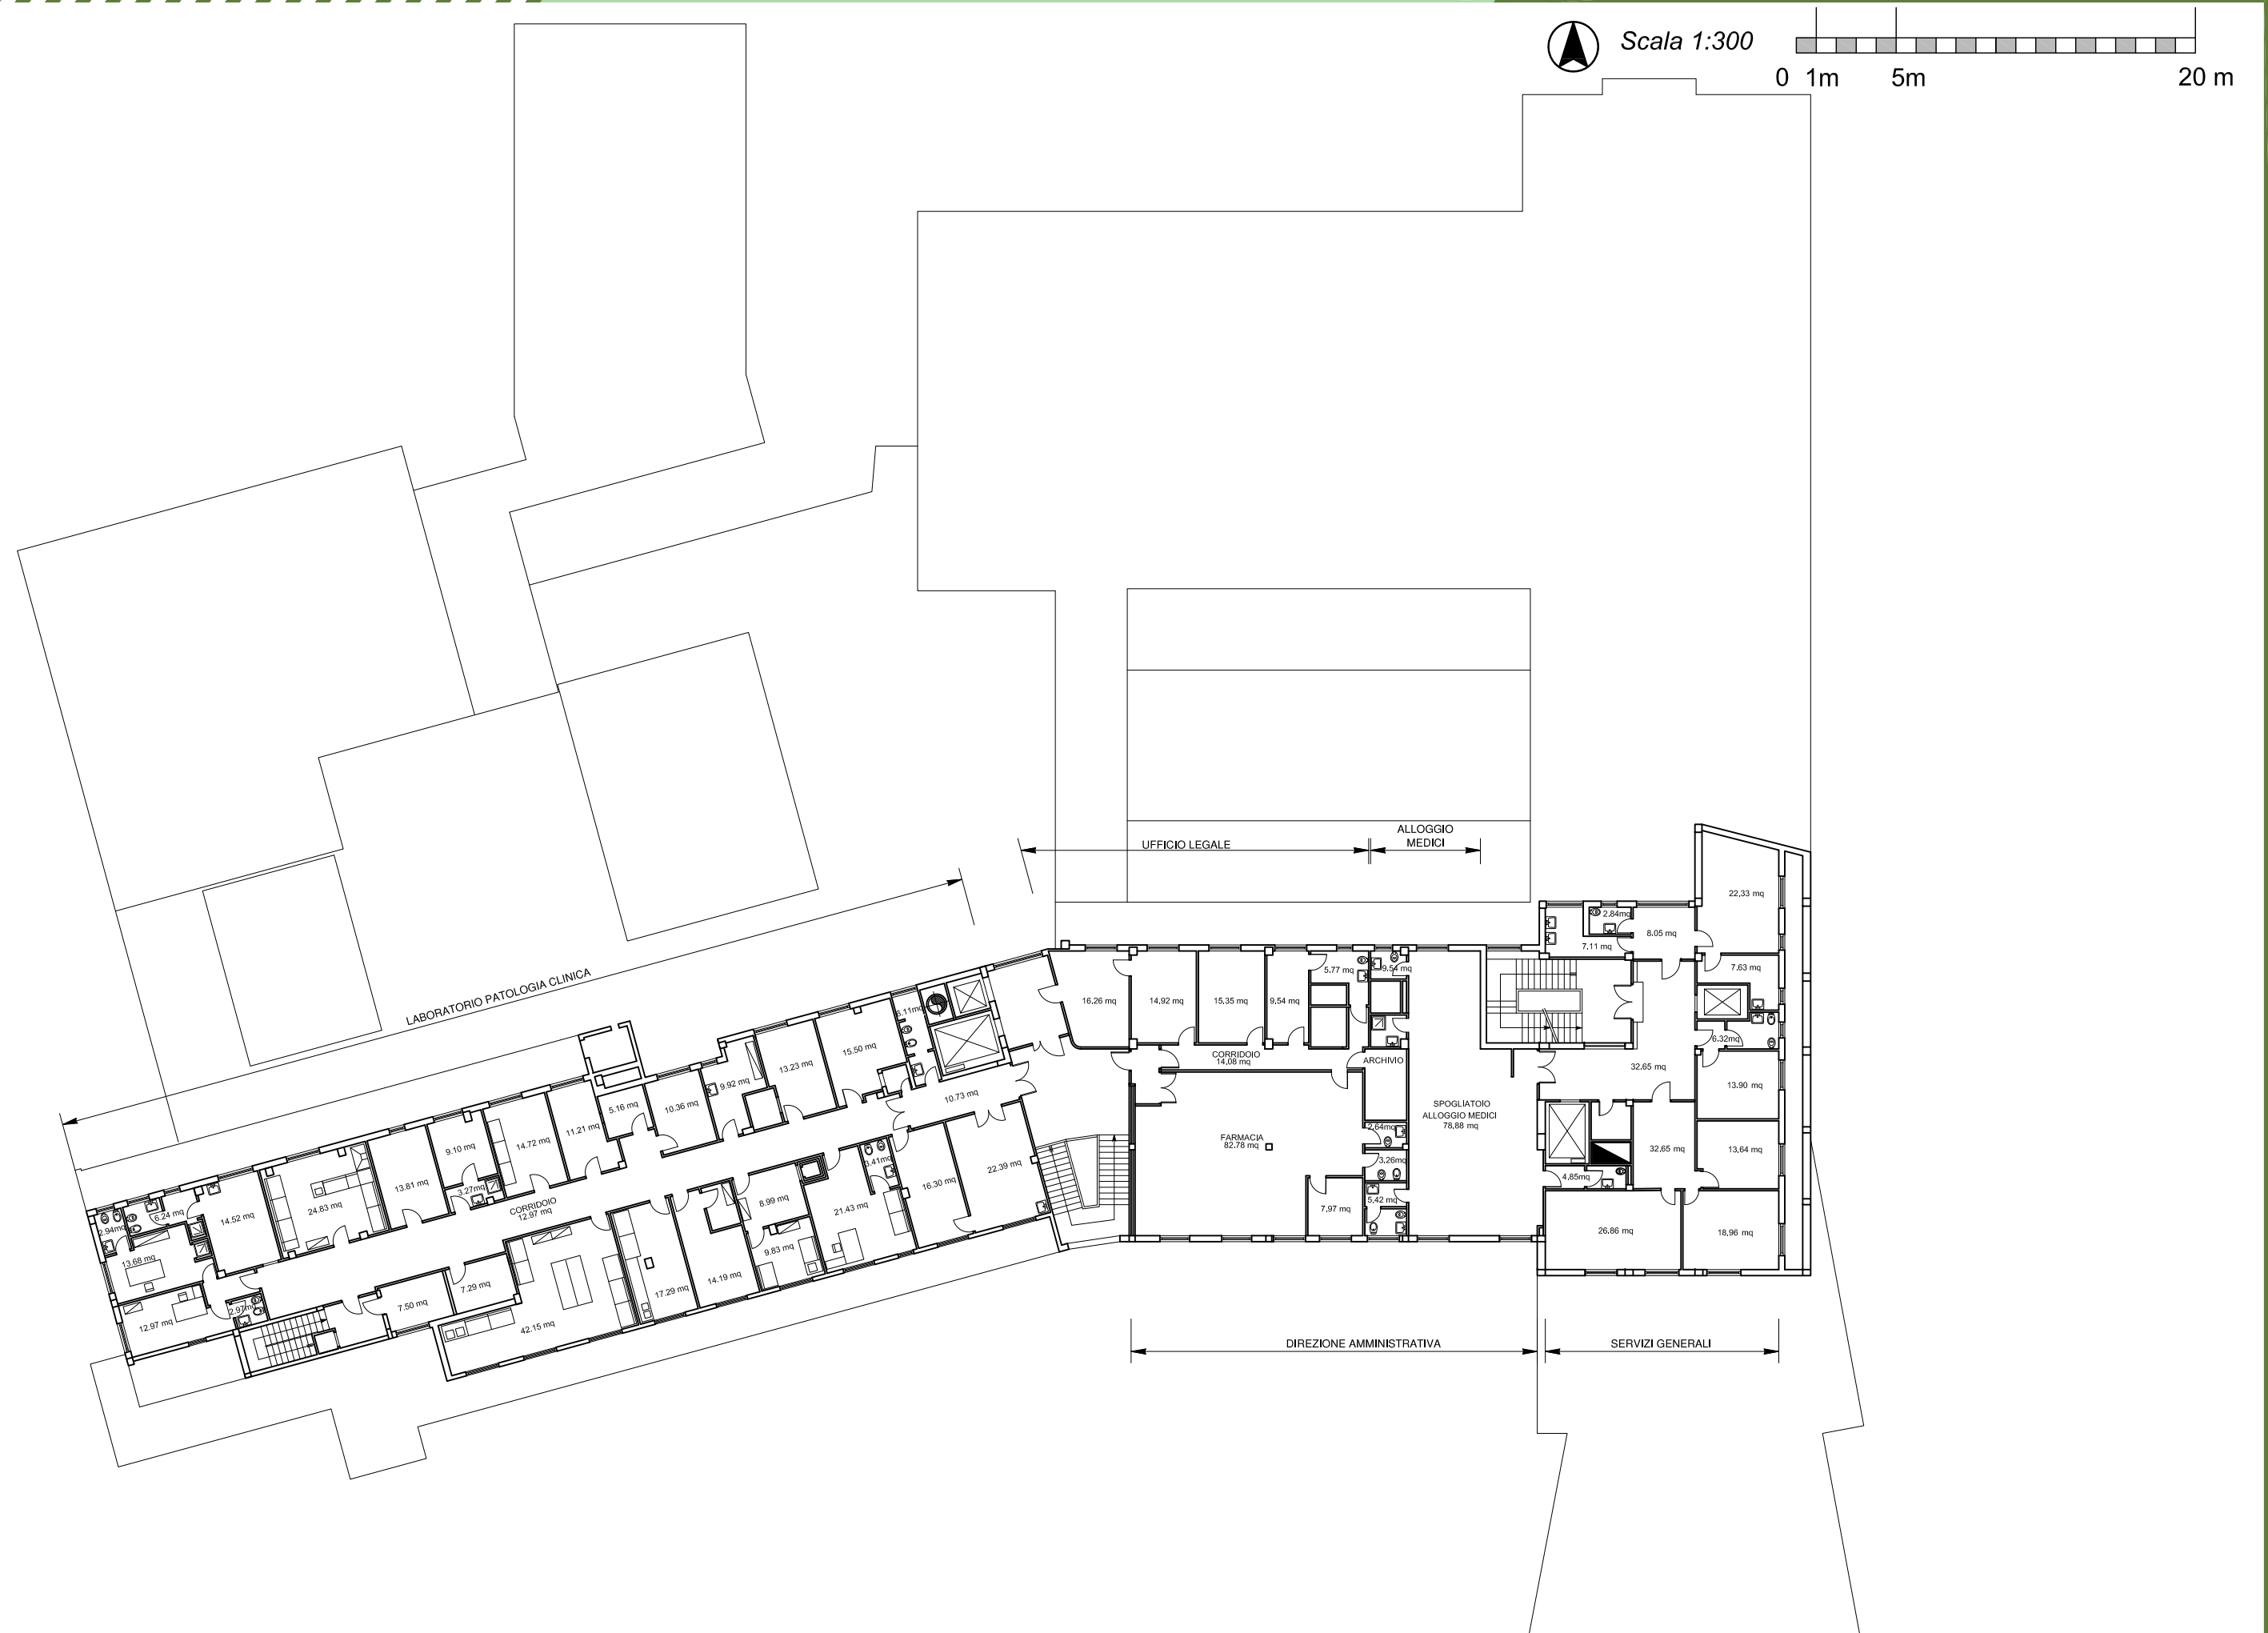 Scala 1:300
0 1m 5m 20 m
ALLOGGIO
MEDICI
UFFICIO LEGALE
LABORATORIO PATOLOGIA CLINICA
22,33 mq
2,84mq
8.05 mq
7,11 mq
7.63 mq
6.32mq
32.65 mq
13.90 mq
32,65 mq
13,64 mq
4,85mq
26,86 mq
18,96 mq
16,26 mq
14,92 mq
15,35 mq
9,54 mq
5.77 mq
9.54 mq
CORRIDOIO
14,08 mq
ARCHIVIO
SPOGLIATOIO
ALLOGGIO MEDICI
78,88 mq
FARMACIA
82.78 mq
2,64mq
3.26mq
5,42 mq
7,97 mq
15.50 mq
13.23 mq
9.92 mq
10.36 mq
5.16 mq
10.73 mq
11.21 mq
14.72 mq
9.10 mq
3.27mq
13.81 mq
24.83 mq
14.52 mq
6.24 mq
2.94mq
13.68 mq
12.97 mq
2.97mq
CORRIDOIO
12.97 mq
22.39 mq
16.30 mq
21.43 mq
8.99 mq
9.83 mq
14.19 mq
17.29 mq
7.29 mq
7.50 mq
42.15 mq
DIREZIONE AMMINISTRATIVA
SERVIZI GENERALI